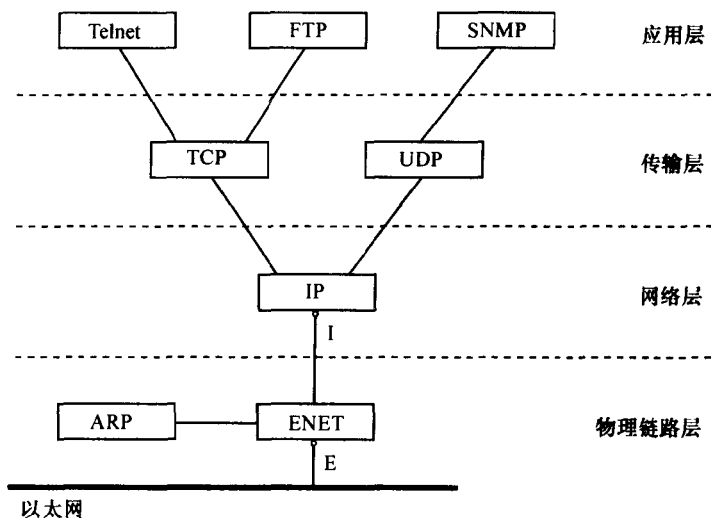 Telnet FTP SNMP 应用层
TCP UDP 传输层
IP 网络层
I
ARP ENET 物理链路层
E
以太网